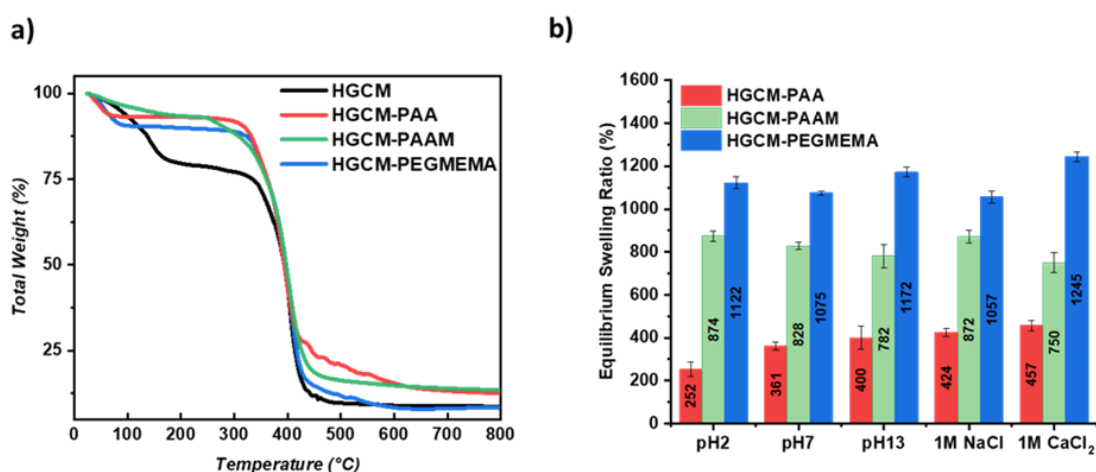 a)
100
75
50
25
0 100 200 300 400 500 600 700 800
Total Weight (%)
Temperature (°C)
HGCM
HGCM-PAA
HGCM-PAAM
HGCM-PEGMEMA
b)
1600
1400
1200
1000
800
600
400
200
0
Equilibrium Swelling Ratio (%)
HGCM-PAA
HGCM-PAAM
HGCM-PEGMEMA
252 874 1122
361 828 1075
400 782 1172
424 872 1057
457 750 1245
pH2 pH7 pH13 1M NaCl 1M CaCl₂